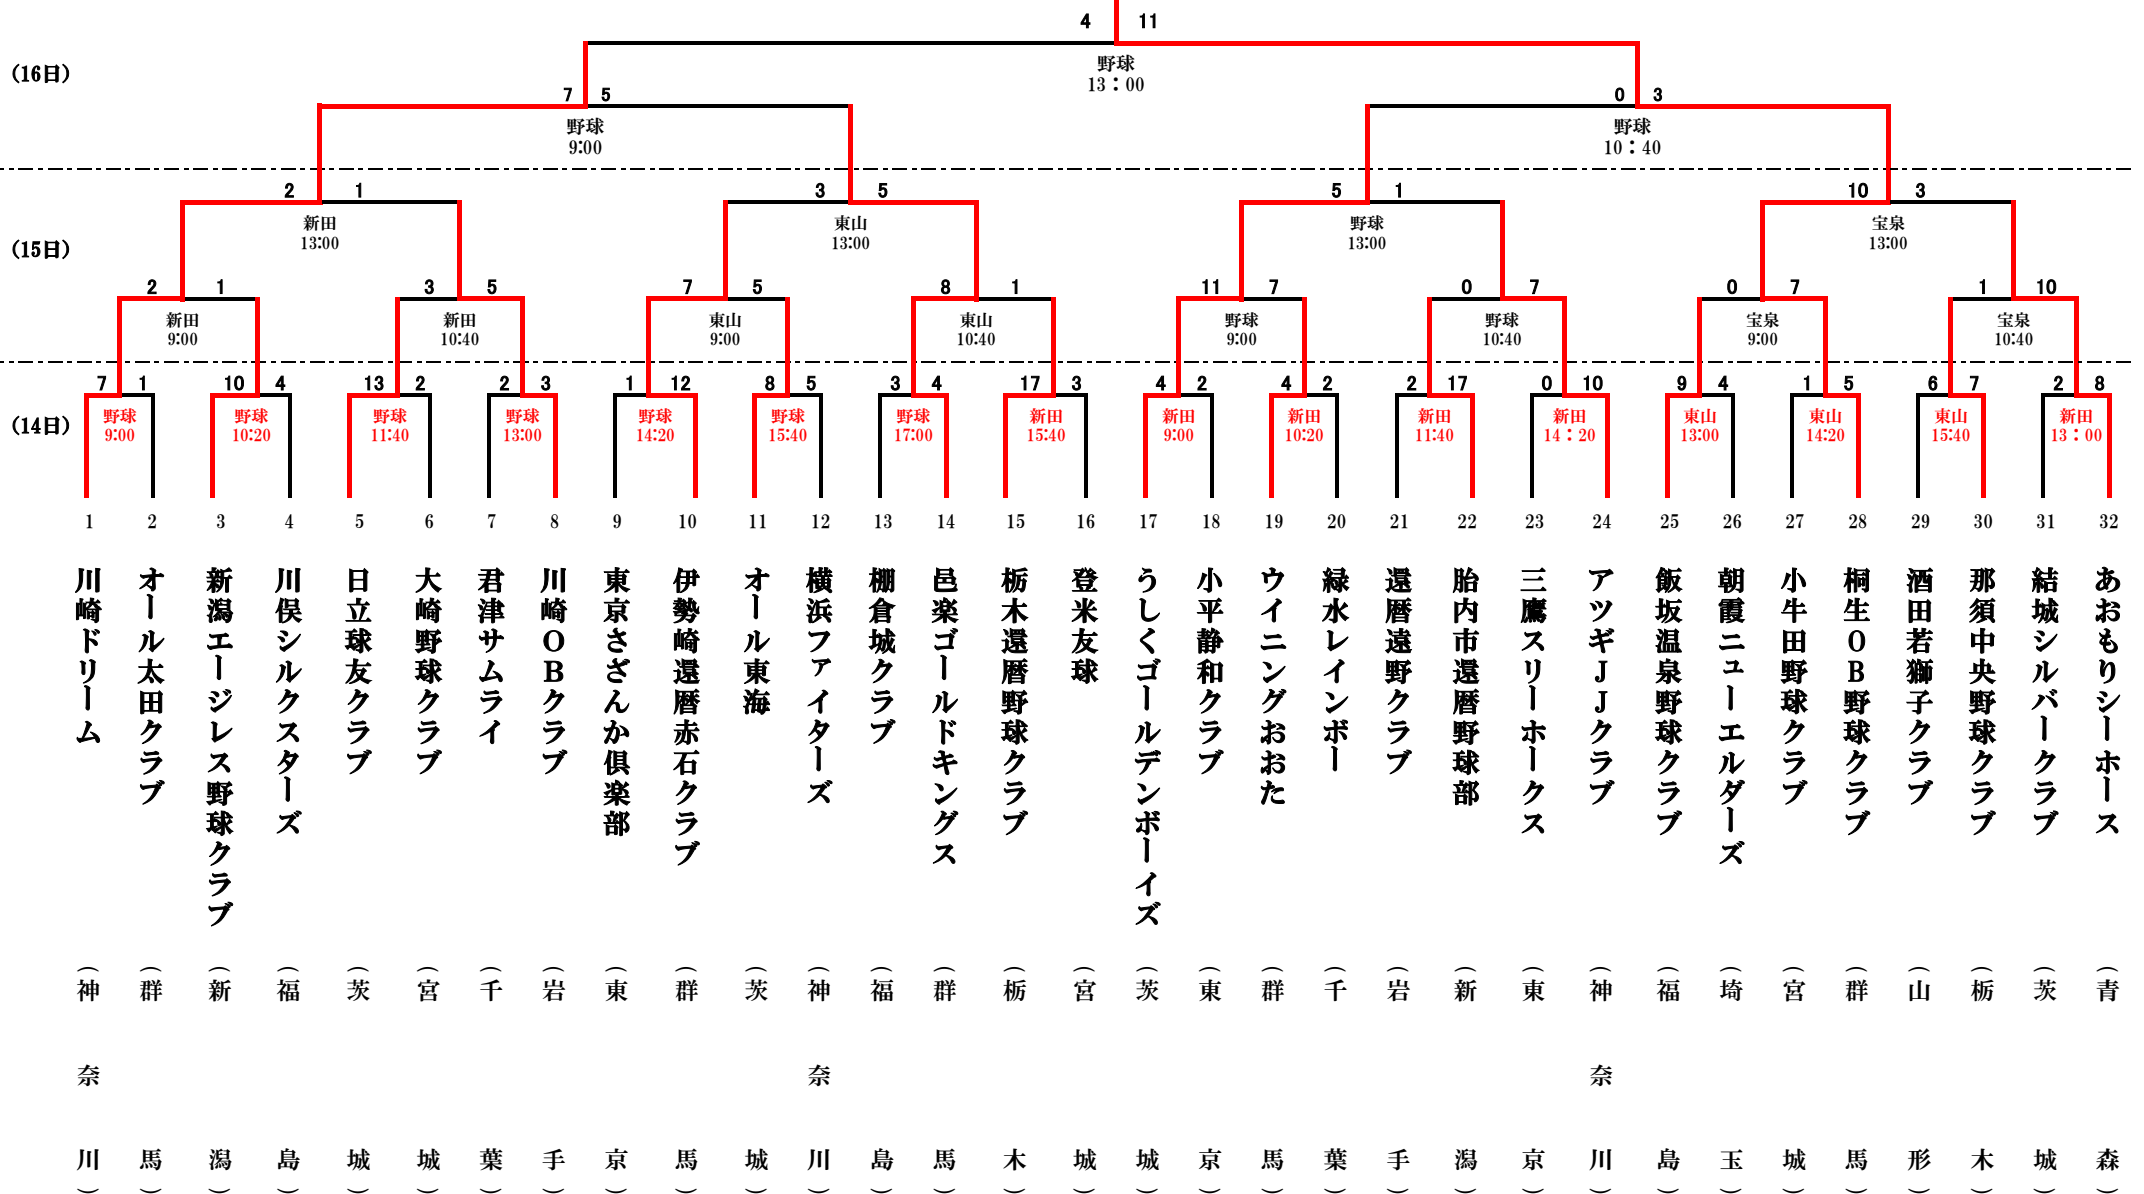 4 11
(16日)
野球
13：00
7 5
0 3
野球
9:00
野球
10：40
2 1
3 5
5 1
10 3
(15日)
新田
13:00
東山
13:00
野球
13:00
宝泉
13:00
2 1
3 5
7 5
8 1
11 7
0 7
0 7
1 10
新田
9:00
新田
10:40
東山
9:00
東山
10:40
野球
9:00
野球
10:40
宝泉
9:00
宝泉
10:40
(14日)
7 1
10 4
13 2
2 3
1 12
8 5
3 4
17 3
4 2
4 2
2 17
0 10
9 4
1 5
6 7
2 8
野球
9:00
野球
10:20
野球
11:40
野球
13:00
野球
14:20
野球
15:40
野球
17:00
新田
15:40
新田
9:00
新田
10:20
新田
11:40
新田
14：20
東山
13:00
東山
14:20
東山
15:40
新田
13：00
1 2 3 4 5 6 7 8 9 10 11 12 13 14 15 16 17 18 19 20 21 22 23 24 25 26 27 28 29 30 31 32
川崎ドリーム
(神奈川)
オール太田クラブ
(群馬)
新潟エージレス野球クラブ
(新潟)
川俣シルクスターズ
(福島)
日立球友クラブ
(茨城)
大崎野球クラブ
(宮城)
君津サムライ
(千葉)
川崎OBクラブ
(岩手)
東京さざんか倶楽部
(東京)
伊勢崎還暦赤石クラブ
(群馬)
オール東海
(茨城)
横浜ファイターズ
(神奈川)
棚倉城クラブ
(福島)
邑楽ゴールドキングス
(群馬)
栃木還暦野球クラブ
(栃木)
登米友球
(宮城)
うしくゴールデンボーイズ
(茨城)
小平静和クラブ
(東京)
ウイニングおおた
(群馬)
緑水レインボー
(千葉)
還暦遠野クラブ
(岩手)
胎内市還暦野球部
(新潟)
三鷹スリーホークス
(東京)
アツギJJクラブ
(神奈川)
飯坂温泉野球クラブ
(福島)
朝霞ニューエルダーズ
(埼玉)
小牛田野球クラブ
(宮城)
桐生OB野球クラブ
(群馬)
酒田若獅子クラブ
(山形)
那須中央野球クラブ
(栃木)
結城シルバークラブ
(茨城)
あおもりシーホース
(青森)